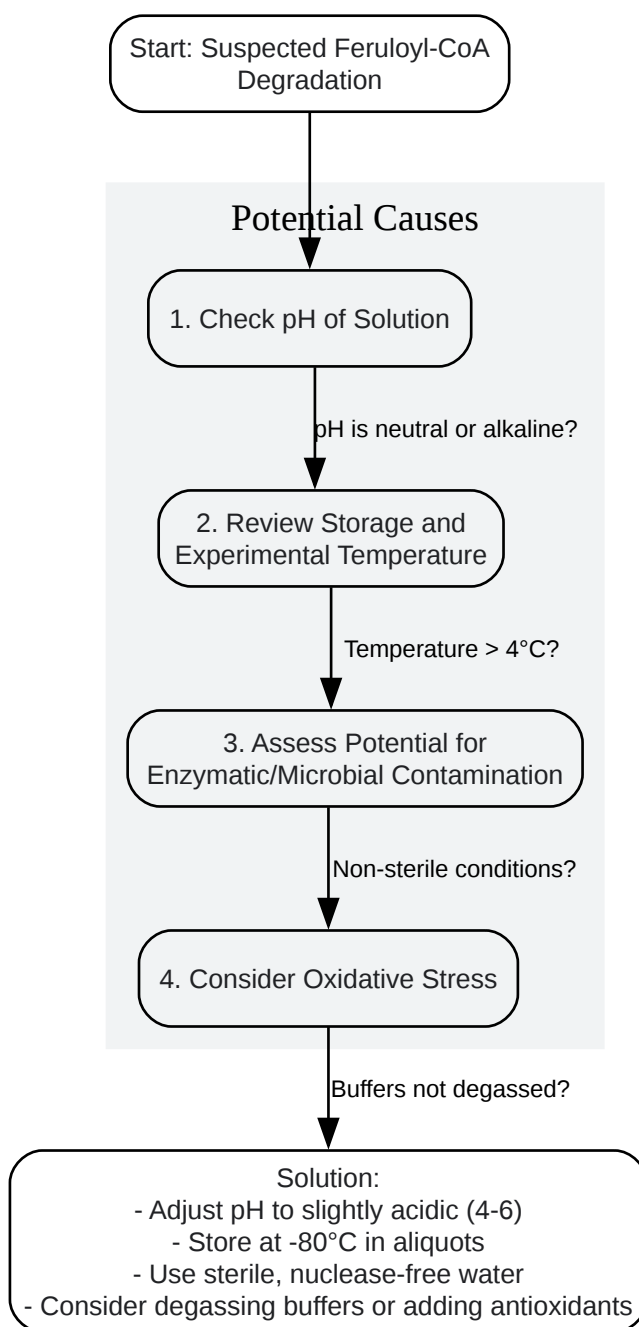 Start: Suspected Feruloyl-CoA
Degradation
Potential Causes
1. Check pH of Solution
pH is neutral or alkaline?
2. Review Storage and
Experimental Temperature
Temperature > 4°C?
3. Assess Potential for
Enzymatic/Microbial Contamination
Non-sterile conditions?
4. Consider Oxidative Stress
Buffers not degassed?
Solution:
- Adjust pH to slightly acidic (4-6)
- Store at -80°C in aliquots
- Use sterile, nuclease-free water
- Consider degassing buffers or adding antioxidants